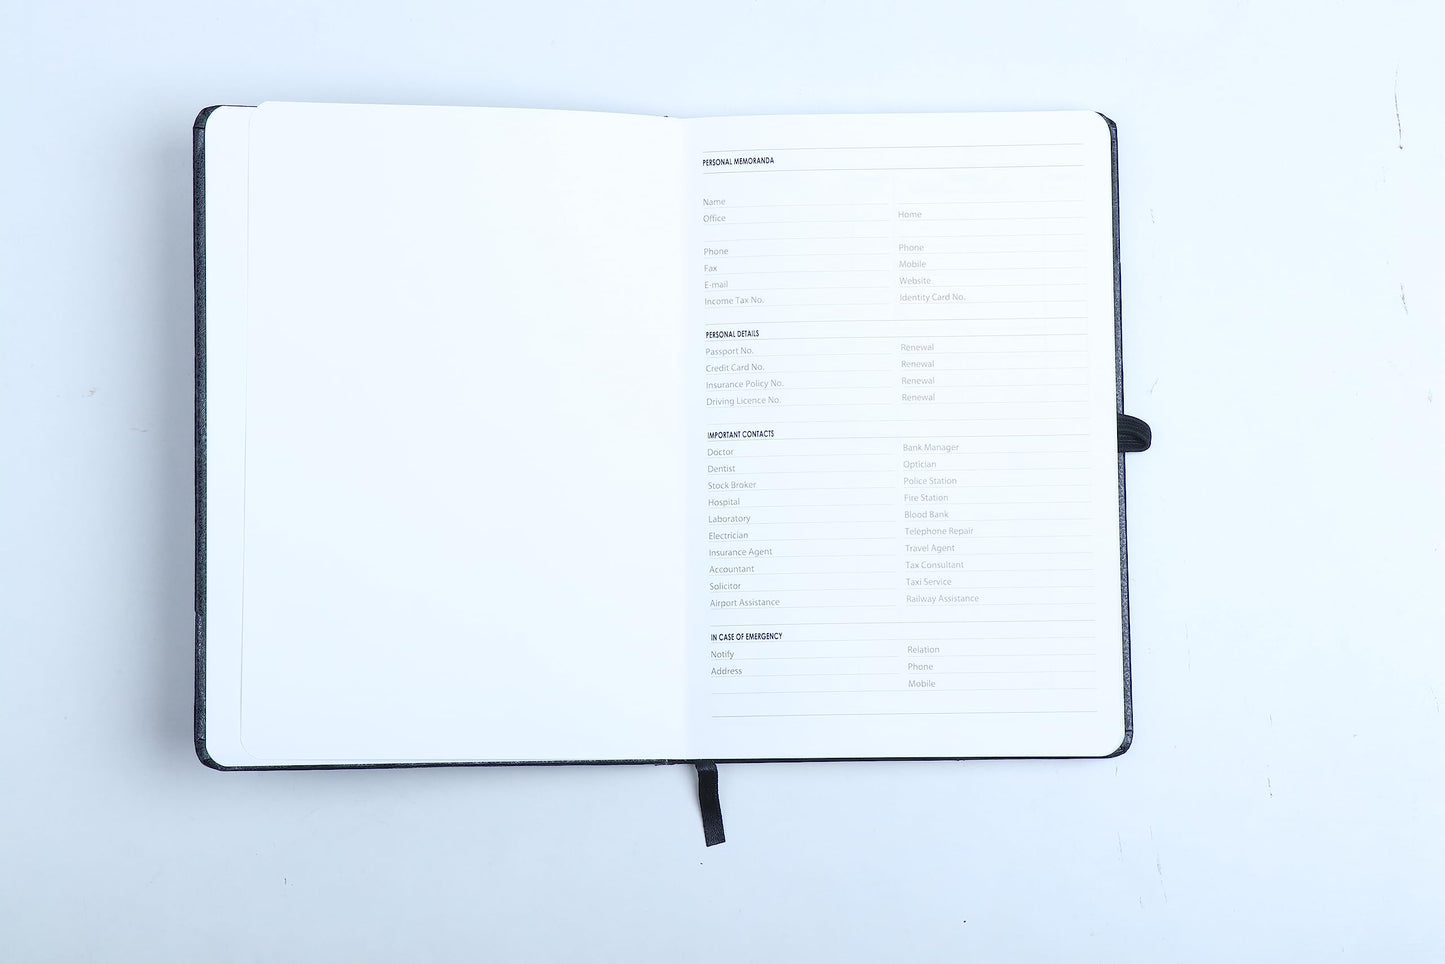 PERSONAL MEMORANDA
Name
Office Home
Phone Phone
Fax Mobile
E-mail Website
Income Tax No. Identity Card No.
PERSONAL DETAILS
Passport No. Renewal
Credit Card No. Renewal
Insurance Policy No. Renewal
Driving Licence No. Renewal
IMPORTANT CONTACTS
Doctor Bank Manager
Dentist Optician
Stock Broker Police Station
Hospital Fire Station
Laboratory Blood Bank
Electrician Telephone Repair
Insurance Agent Travel Agent
Accountant Tax Consultant
Solicitor Taxi Service
Airport Assistance Railway Assistance
IN CASE OF EMERGENCY
Notify Relation
Address Phone
Mobile